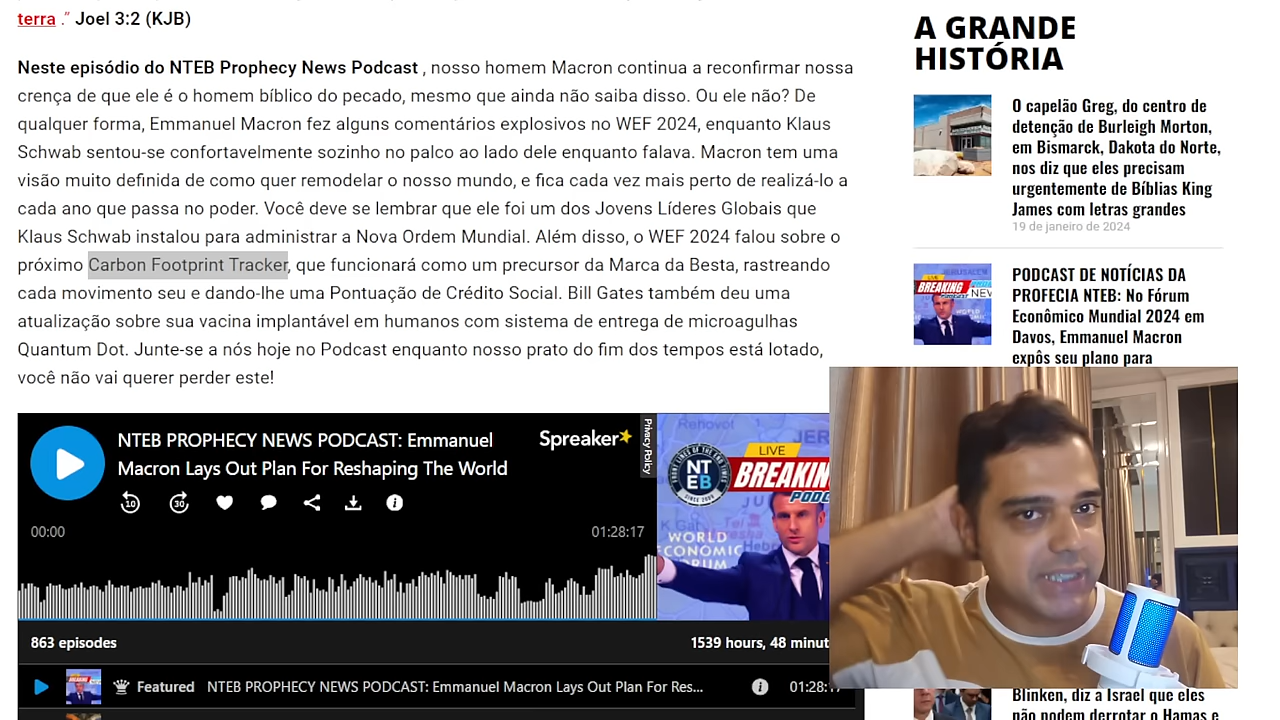 terra .” Joel 3:2 (KJB)
Neste episódio do NTEB Prophecy News Podcast , nosso homem Macron continua a reconfirmar nossa
crença de que ele é o homem bíblico do pecado, mesmo que ainda não saiba disso. Ou ele não? De
qualquer forma, Emmanuel Macron fez alguns comentários explosivos no WEF 2024, enquanto Klaus
Schwab sentou-se confortavelmente sozinho no palco ao lado dele enquanto falava. Macron tem uma
visão muito definida de como quer remodelar o nosso mundo, e fica cada vez mais perto de realizá-lo a
cada ano que passa no poder. Você deve se lembrar que ele foi um dos Jovens Líderes Globais que
Klaus Schwab instalou para administrar a Nova Ordem Mundial. Além disso, o WEF 2024 falou sobre o
próximo Carbon Footprint Tracker, que funcionará como um precursor da Marca da Besta, rastreando
cada movimento seu e dando-lhe uma Pontuação de Crédito Social. Bill Gates também deu uma
atualização sobre sua vacina implantável em humanos com sistema de entrega de microagulhas
Quantum Dot. Junte-se a nós hoje no Podcast enquanto nosso prato do fim dos tempos está lotado,
você não vai querer perder este!
NTEB PROPHECY NEWS PODCAST: Emmanuel
Macron Lays Out Plan For Reshaping The World
Spreaker
Privacy Policy
10
30
00:00
01:28:17
863 episodes
1539 hours, 48 minut
Featured
NTEB PROPHECY NEWS PODCAST: Emmanuel Macron Lays Out Plan For Res...
01:28:17
LIVE
BREAKIN
PODC
NT
EB
WORLD
ECONOMIC
FORUM
A GRANDE
HISTÓRIA
O capelão Greg, do centro de
detenção de Burleigh Morton,
em Bismarck, Dakota do Norte,
nos diz que eles precisam
urgentemente de Bíblias King
James com letras grandes
19 de janeiro de 2024
BREAKING
NEW
PODCAST DE NOTÍCIAS DA
PROFECIA NTEB: No Fórum
Econômico Mundial 2024 em
Davos, Emmanuel Macron
expôs seu plano para
Blinken, diz a Israel que eles
não podem derrotar o Hamas e